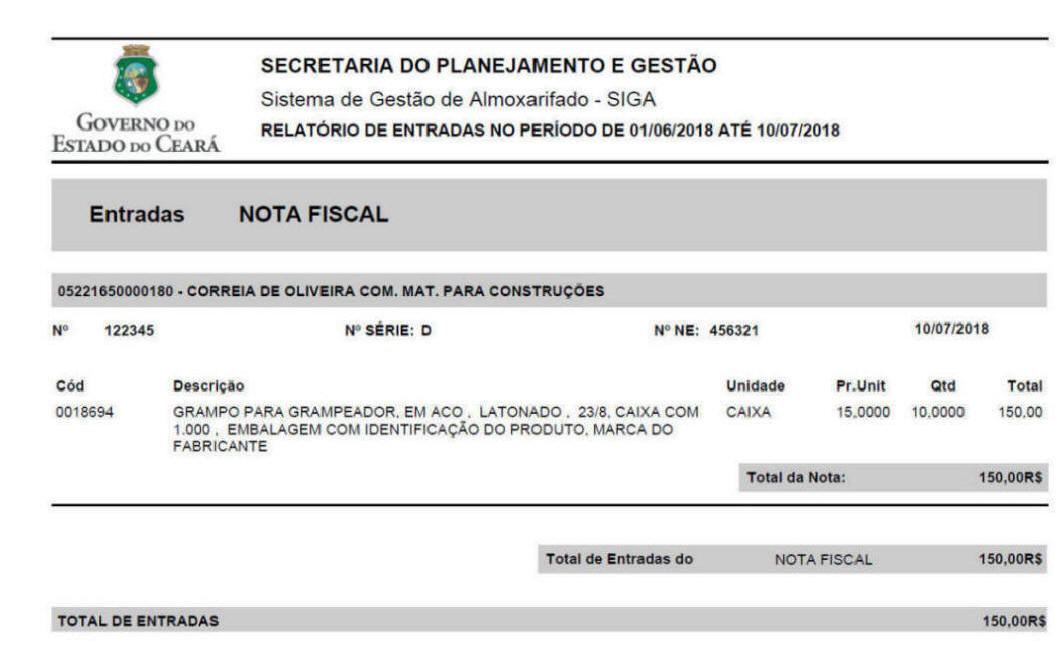 SECRETARIA DO PLANEJAMENTO E GESTÃO
Sistema de Gestão de Almoxarifado - SIGA
RELATÓRIO DE ENTRADAS NO PERÍODO DE 01/06/2018 ATÉ 10/07/2018
GOVERNO DO
ESTADO DO CEARÁ
Entradas NOTA FISCAL
05221650000180 - CORREIA DE OLIVEIRA COM. MAT. PARA CONSTRUÇÕES
Nº 122345 Nº SÉRIE: D Nº NE: 456321 10/07/2018
Cód Descrição Unidade Pr.Unit Qtd Total
0018694 GRAMPO PARA GRAMPEADOR, EM ACO , LATONADO , 23/8, CAIXA COM CAIXA 15,0000 10,0000 150,00
1.000 , EMBALAGEM COM IDENTIFICAÇÃO DO PRODUTO, MARCA DO
FABRICANTE
Total da Nota: 150,00R$
Total de Entradas do NOTA FISCAL 150,00R$
TOTAL DE ENTRADAS 150,00R$